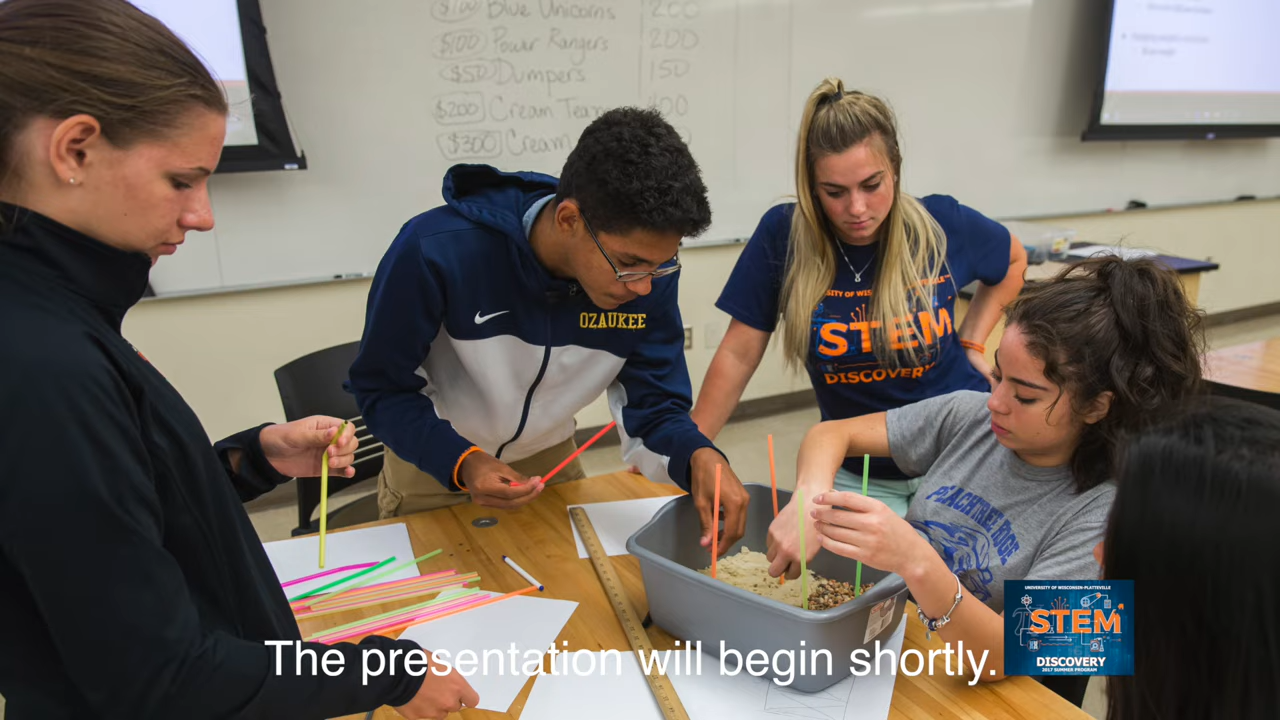 $100 Blue Unicorns 200
$100 Power Rangers 200
$50 Dumpers 150
$200 Cream Team
$300 Cream
OZAUKEE
STEM
DISCOVERY
PEACHTREE RIDGE
UNIVERSITY OF WISCONSIN-PLATTEVILLE
STEM
DISCOVERY
2017 SUMMER PROGRAM
The presentation will begin shortly.